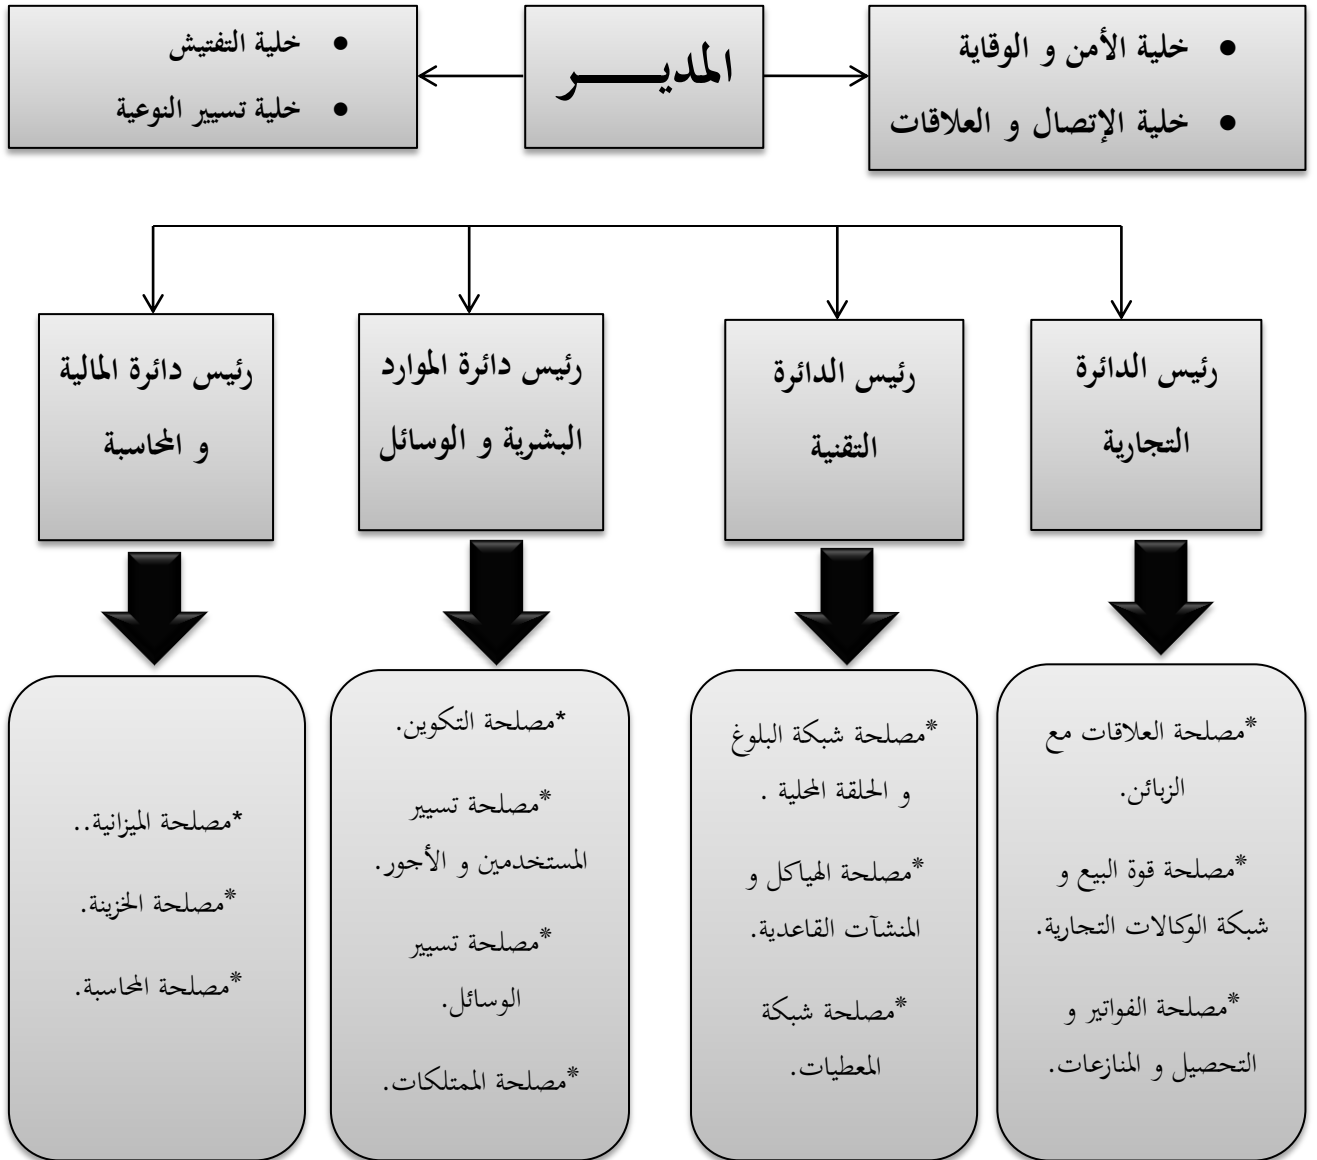 • خلية الأمن و الوقاية
• خلية الإتصال و العلاقات
المديـــــــر
• خلية التفتيش
• خلية تسيير النوعية
رئيس الدائرة
التجارية
رئيس الدائرة
التقنية
رئيس دائرة الموارد
البشرية و الوسائل
رئيس دائرة المالية
و المحاسبة
*مصلحة العلاقات مع
الزبائن.
*مصلحة قوة البيع و
شبكة الوكالات التجارية.
*مصلحة الفواتير و
التحصيل و المنازعات.
*مصلحة شبكة البلوغ
و الحلقة المحلية .
*مصلحة الهياكل و
المنشآت القاعدية.
*مصلحة شبكة
المعطيات.
*مصلحة التكوين.
*مصلحة تسيير
المستخدمين و الأجور.
*مصلحة تسيير
الوسائل.
*مصلحة الممتلكات.
*مصلحة الميزانية..
*مصلحة الخزينة.
*مصلحة المحاسبة.